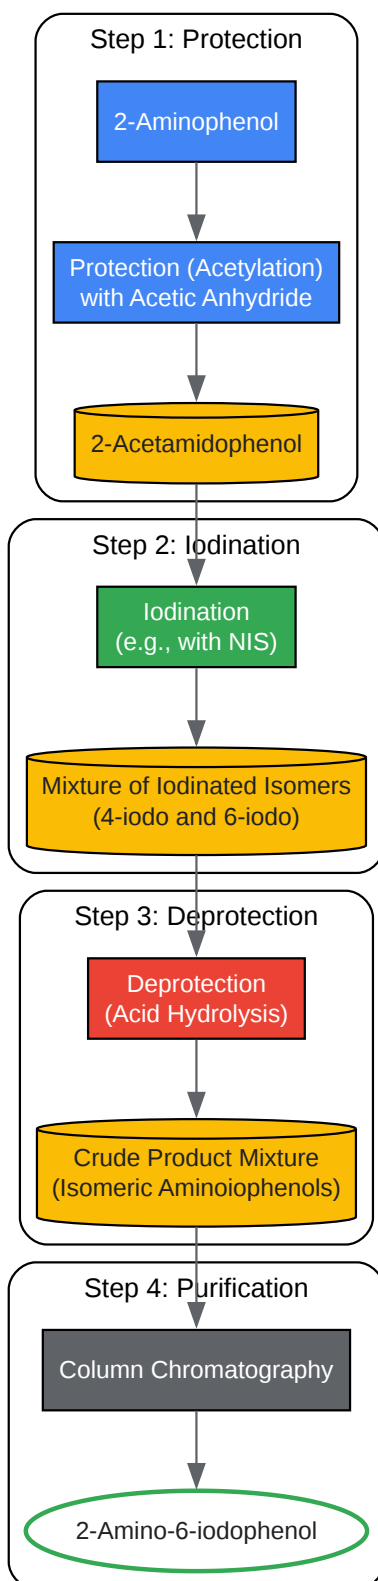 Step 1: Protection
2-Aminophenol
Protection (Acetylation)
with Acetic Anhydride
2-Acetamidophenol
Step 2: Iodination
Iodination
(e.g., with NIS)
Mixture of Iodinated Isomers
(4-iodo and 6-iodo)
Step 3: Deprotection
Deprotection
(Acid Hydrolysis)
Crude Product Mixture
(Isomeric Aminoiophenols)
Step 4: Purification
Column Chromatography
2-Amino-6-iodophenol